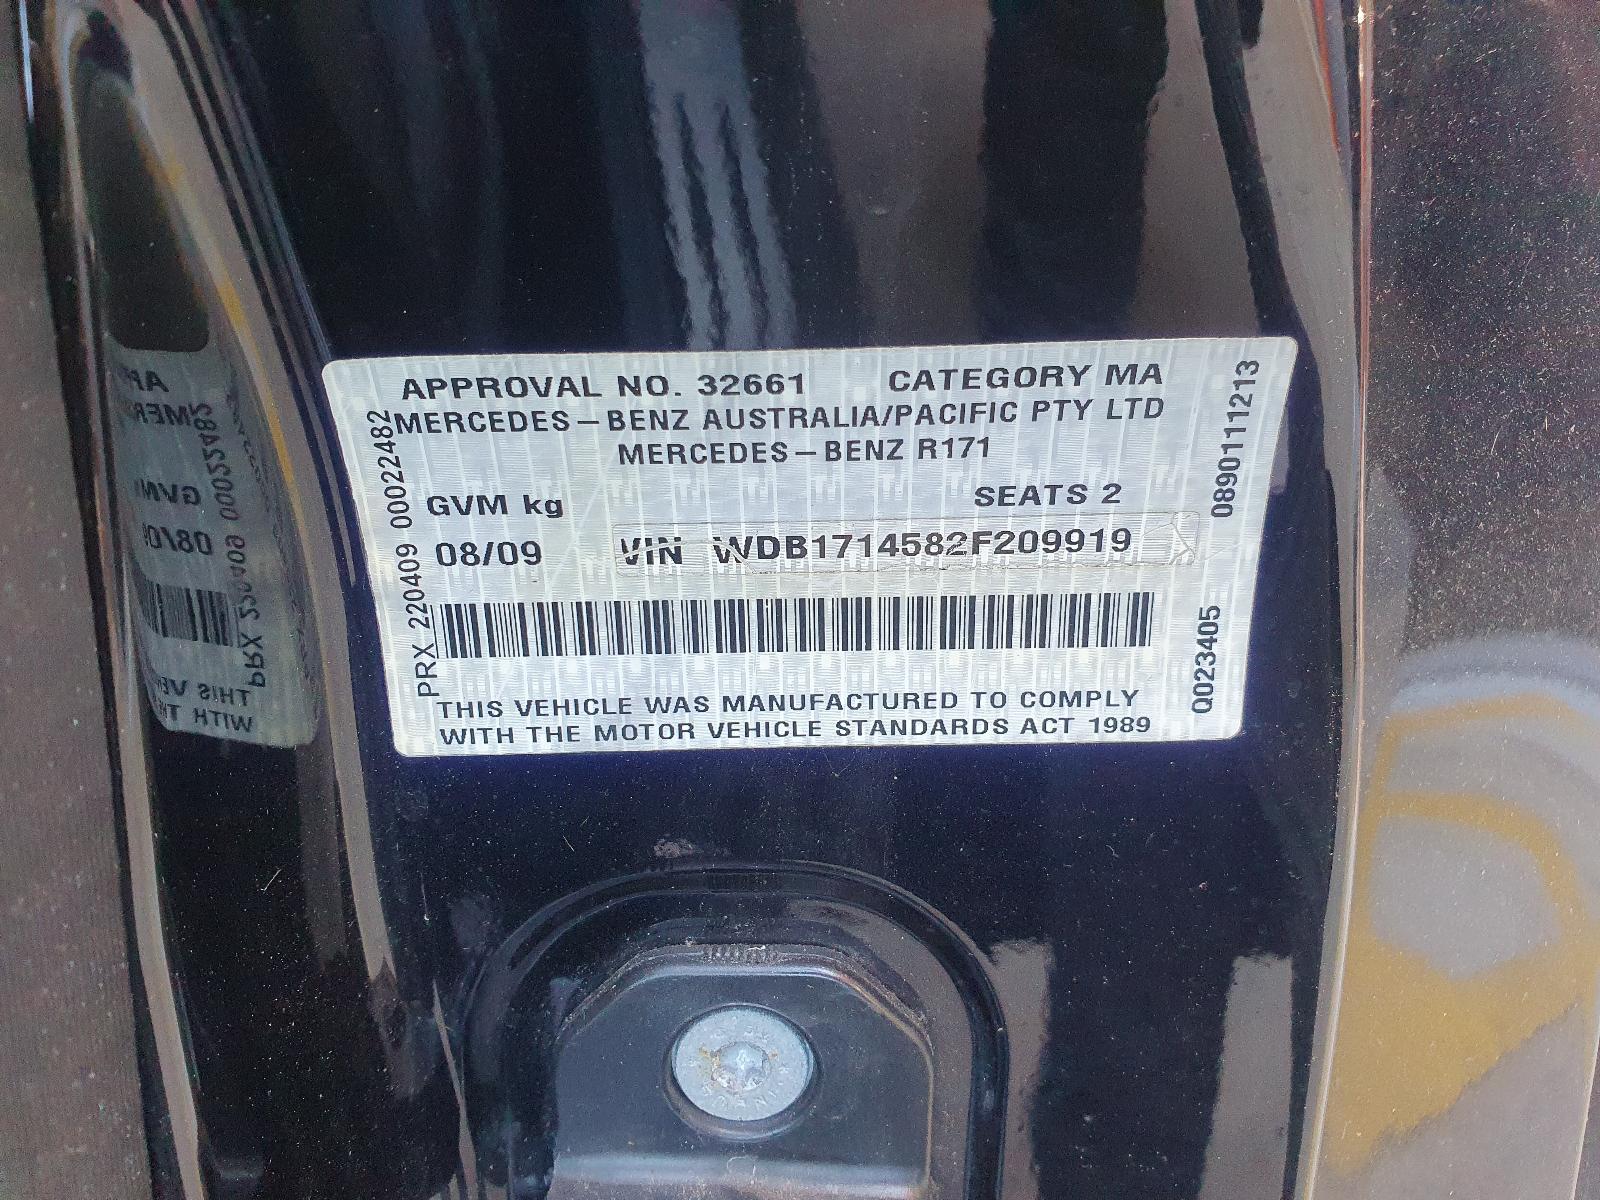 APPROVAL NO. 32661 CATEGORY MA
MERCEDES-BENZ AUSTRALIA/PACIFIC PTY LTD
MERCEDES-BENZ R171
GVM kg SEATS 2
08/09 VIN WDB1714582F209919
THIS VEHICLE WAS MANUFACTURED TO COMPLY
WITH THE MOTOR VEHICLE STANDARDS ACT 1989
PRX 220409 00022482
089011 1213
Q023405